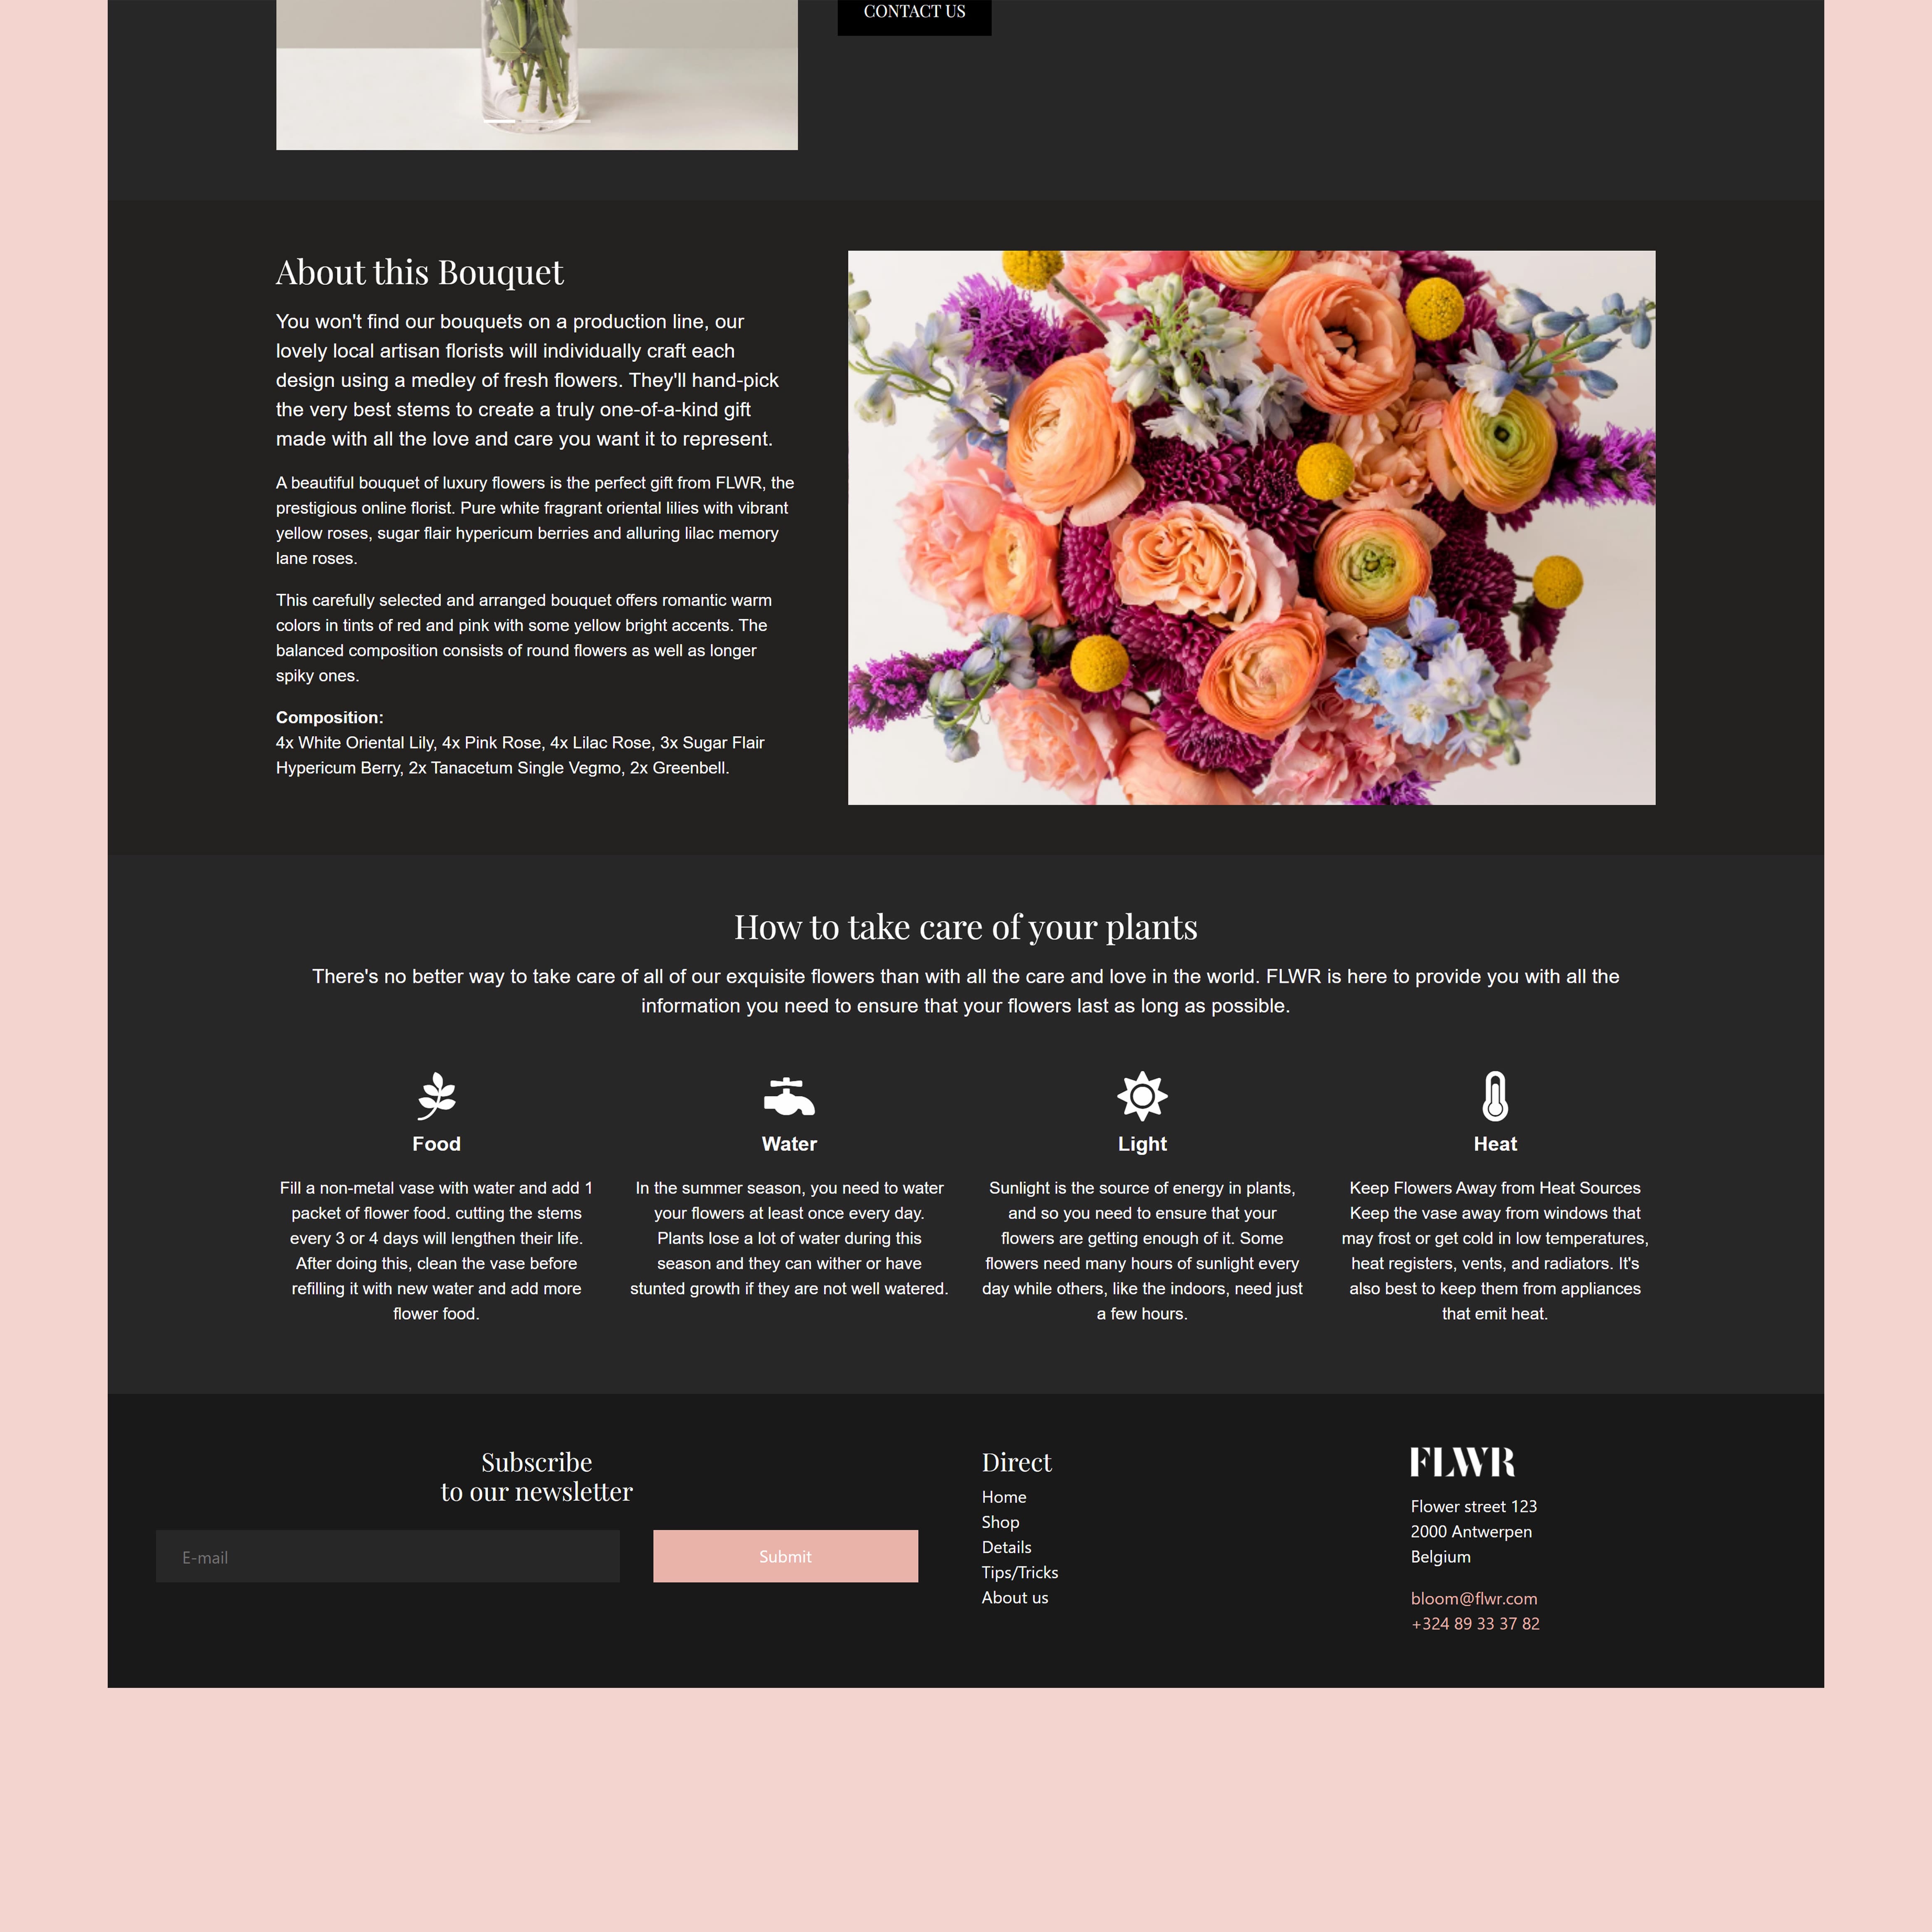 CONTACT US
About this Bouquet
You won't find our bouquets on a production line, our
lovely local artisan florists will individually craft each
design using a medley of fresh flowers. They'll hand-pick
the very best stems to create a truly one-of-a-kind gift
made with all the love and care you want it to represent.
A beautiful bouquet of luxury flowers is the perfect gift from FLWR, the
prestigious online florist. Pure white fragrant oriental lilies with vibrant
yellow roses, sugar flair hypericum berries and alluring lilac memory
lane roses.
This carefully selected and arranged bouquet offers romantic warm
colors in tints of red and pink with some yellow bright accents. The
balanced composition consists of round flowers as well as longer
spiky ones.
Composition:
4x White Oriental Lily, 4x Pink Rose, 4x Lilac Rose, 3x Sugar Flair
Hypericum Berry, 2x Tanacetum Single Vegmo, 2x Greenbell.
How to take care of your plants
There's no better way to take care of all of our exquisite flowers than with all the care and love in the world. FLWR is here to provide you with all the
information you need to ensure that your flowers last as long as possible.
Food
Fill a non-metal vase with water and add 1
packet of flower food. cutting the stems
every 3 or 4 days will lengthen their life.
After doing this, clean the vase before
refilling it with new water and add more
flower food.
Water
In the summer season, you need to water
your flowers at least once every day.
Plants lose a lot of water during this
season and they can wither or have
stunted growth if they are not well watered.
Light
Sunlight is the source of energy in plants,
and so you need to ensure that your
flowers are getting enough of it. Some
flowers need many hours of sunlight every
day while others, like the indoors, need just
a few hours.
Heat
Keep Flowers Away from Heat Sources
Keep the vase away from windows that
may frost or get cold in low temperatures,
heat registers, vents, and radiators. It's
also best to keep them from appliances
that emit heat.
Subscribe
to our newsletter
E-mail
Submit
Direct
Home
Shop
Details
Tips/Tricks
About us
FLWR
Flower street 123
2000 Antwerpen
Belgium
bloom@flwr.com
+324 89 33 37 82